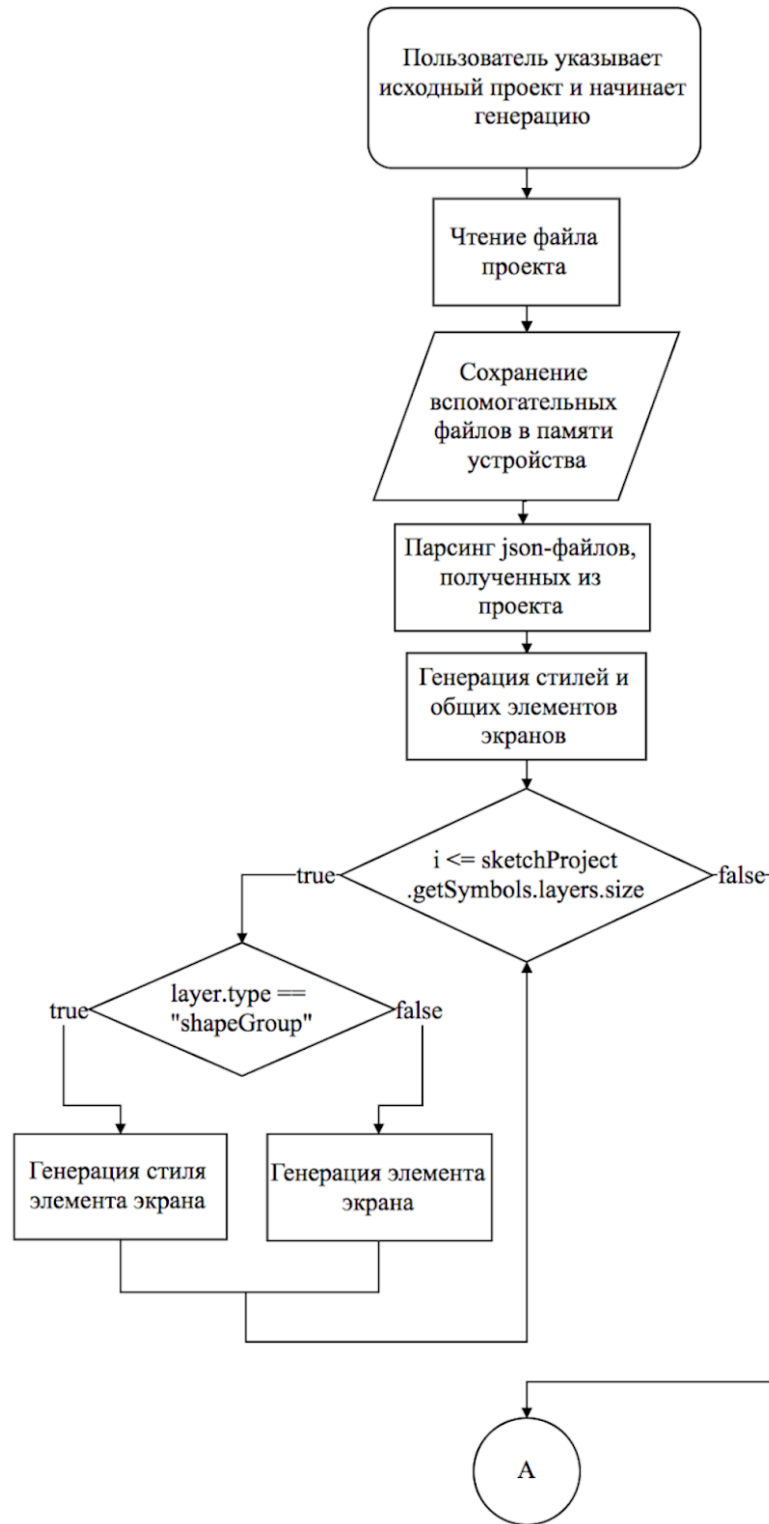 Пользователь указывает
исходный проект и начинает
генерацию
Чтение файла
проекта
Сохранение
вспомогательных
файлов в памяти
устройства
Парсинг json-файлов,
полученных из
проекта
Генерация стилей и
общих элементов
экранов
i <= sketchProject
.getSymbols.layers.size
true
false
layer.type ==
"shapeGroup"
true
false
Генерация стиля
элемента экрана
Генерация элемента
экрана
A